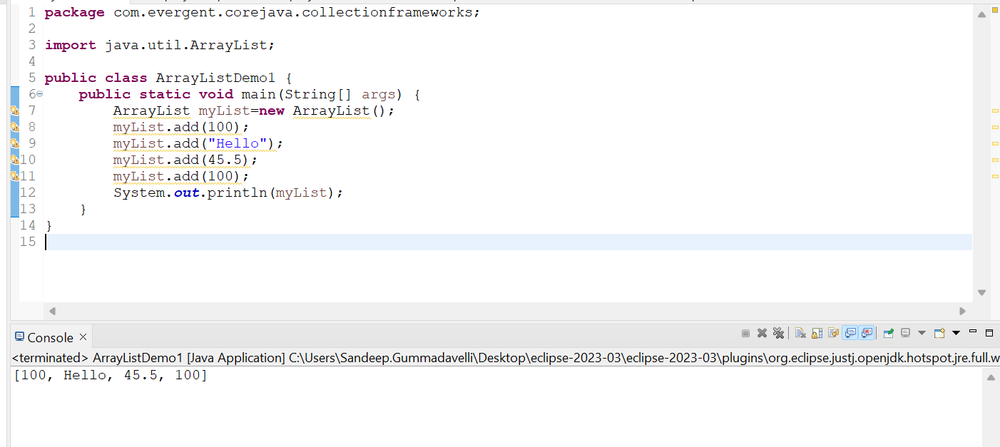 1 package com.evergent.corejava.collectionframeworks;
2
3 import java.util.ArrayList;
4
5 public class ArrayListDemo1 {
6     public static void main(String[] args) {
7         ArrayList myList=new ArrayList();
8         myList.add(100);
9         myList.add("Hello");
10         myList.add(45.5);
11         myList.add(100);
12         System.out.println(myList);
13     }
14 }
15
Console
<terminated> ArrayListDemo1 [Java Application] C:\Users\Sandeep.Gummadavelli\Desktop\eclipse-2023-03\eclipse-2023-03\plugins\org.eclipse.justj.openjdk.hotspot.jre.full.w
[100, Hello, 45.5, 100]